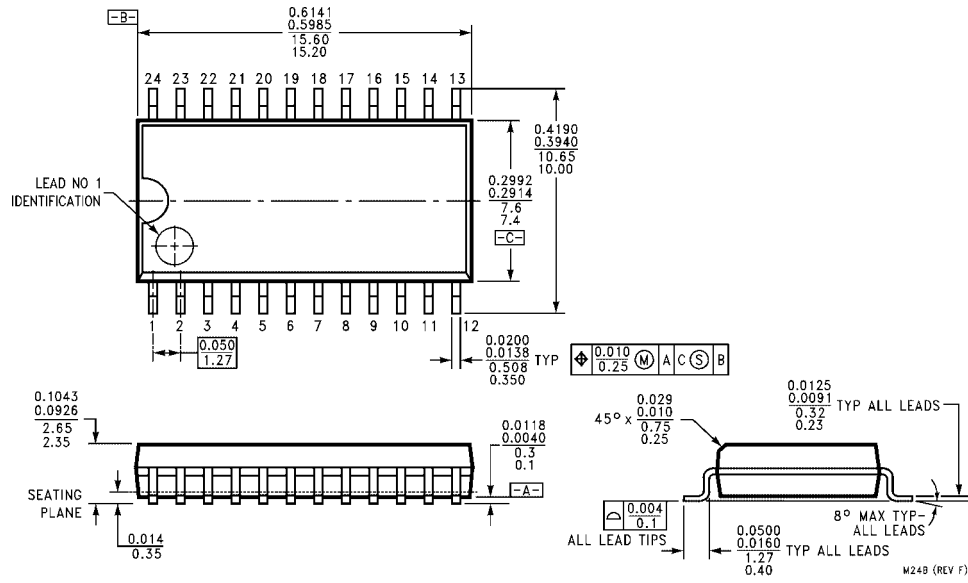 -B-
0.6141
0.5985
15.60
15.20
24 23 22 21 20 19 18 17 16 15 14 13
LEAD NO 1
IDENTIFICATION
0.4190
0.3940
10.65
10.00
0.2992
0.2914
7.6
7.4
-C-
1 2 3 4 5 6 7 8 9 10 11 12
0.050
1.27
0.0200
0.0138
0.508
0.350
TYP
0.010
0.25
M A C S B
0.1043
0.0926
2.65
2.35
0.0118
0.0040
0.3
0.1
-A-
SEATING
PLANE
0.014
0.35
45° x
0.029
0.010
0.75
0.25
0.0125
0.0091
0.32
0.23
TYP ALL LEADS
0.004
0.1
ALL LEAD TIPS
0.0500
0.0160
1.27
0.40
TYP ALL LEADS
8° MAX TYP-
ALL LEADS
M24B (REV F)